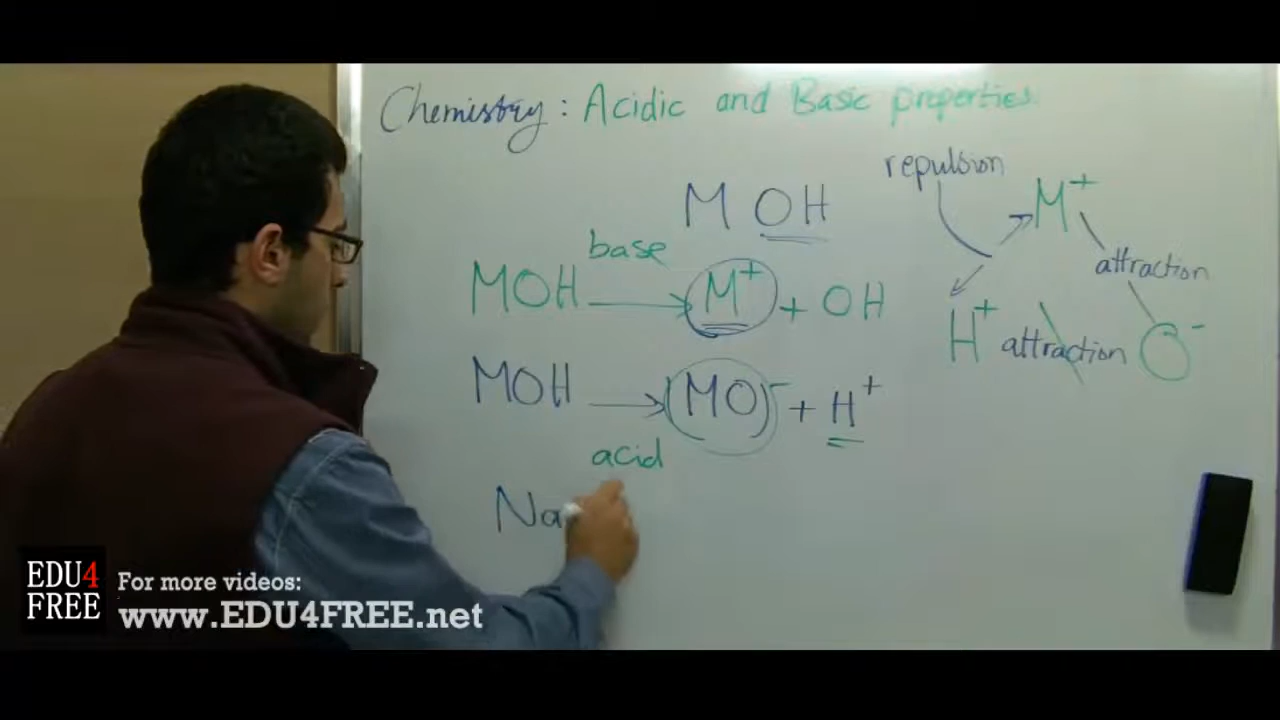 Chemistry: Acidic and Basic properties
M OH
MOH base → M⁺ + OH
MOH → (MO)⁻ + H⁺
acid
Na
repulsion
M⁺
attraction
H⁺ attraction O⁻
EDU4
FREE
For more videos:
www.EDU4FREE.net